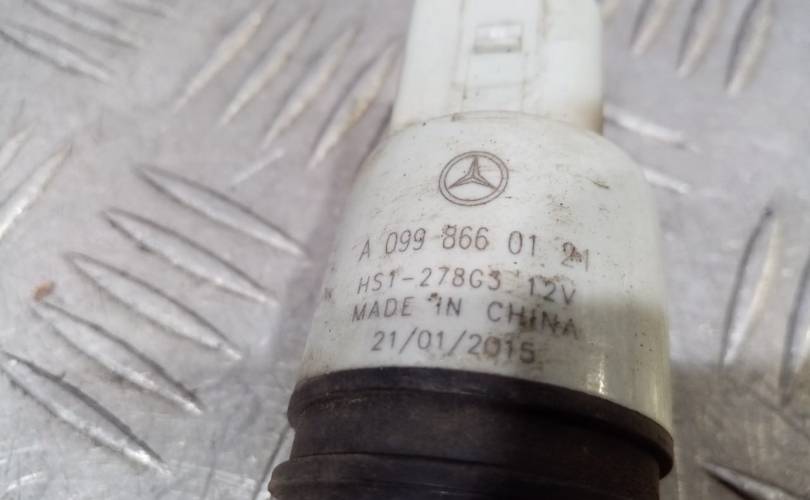 A 099 866 01 21
HS1-278G3 12V
MADE IN CHINA
21/01/2015